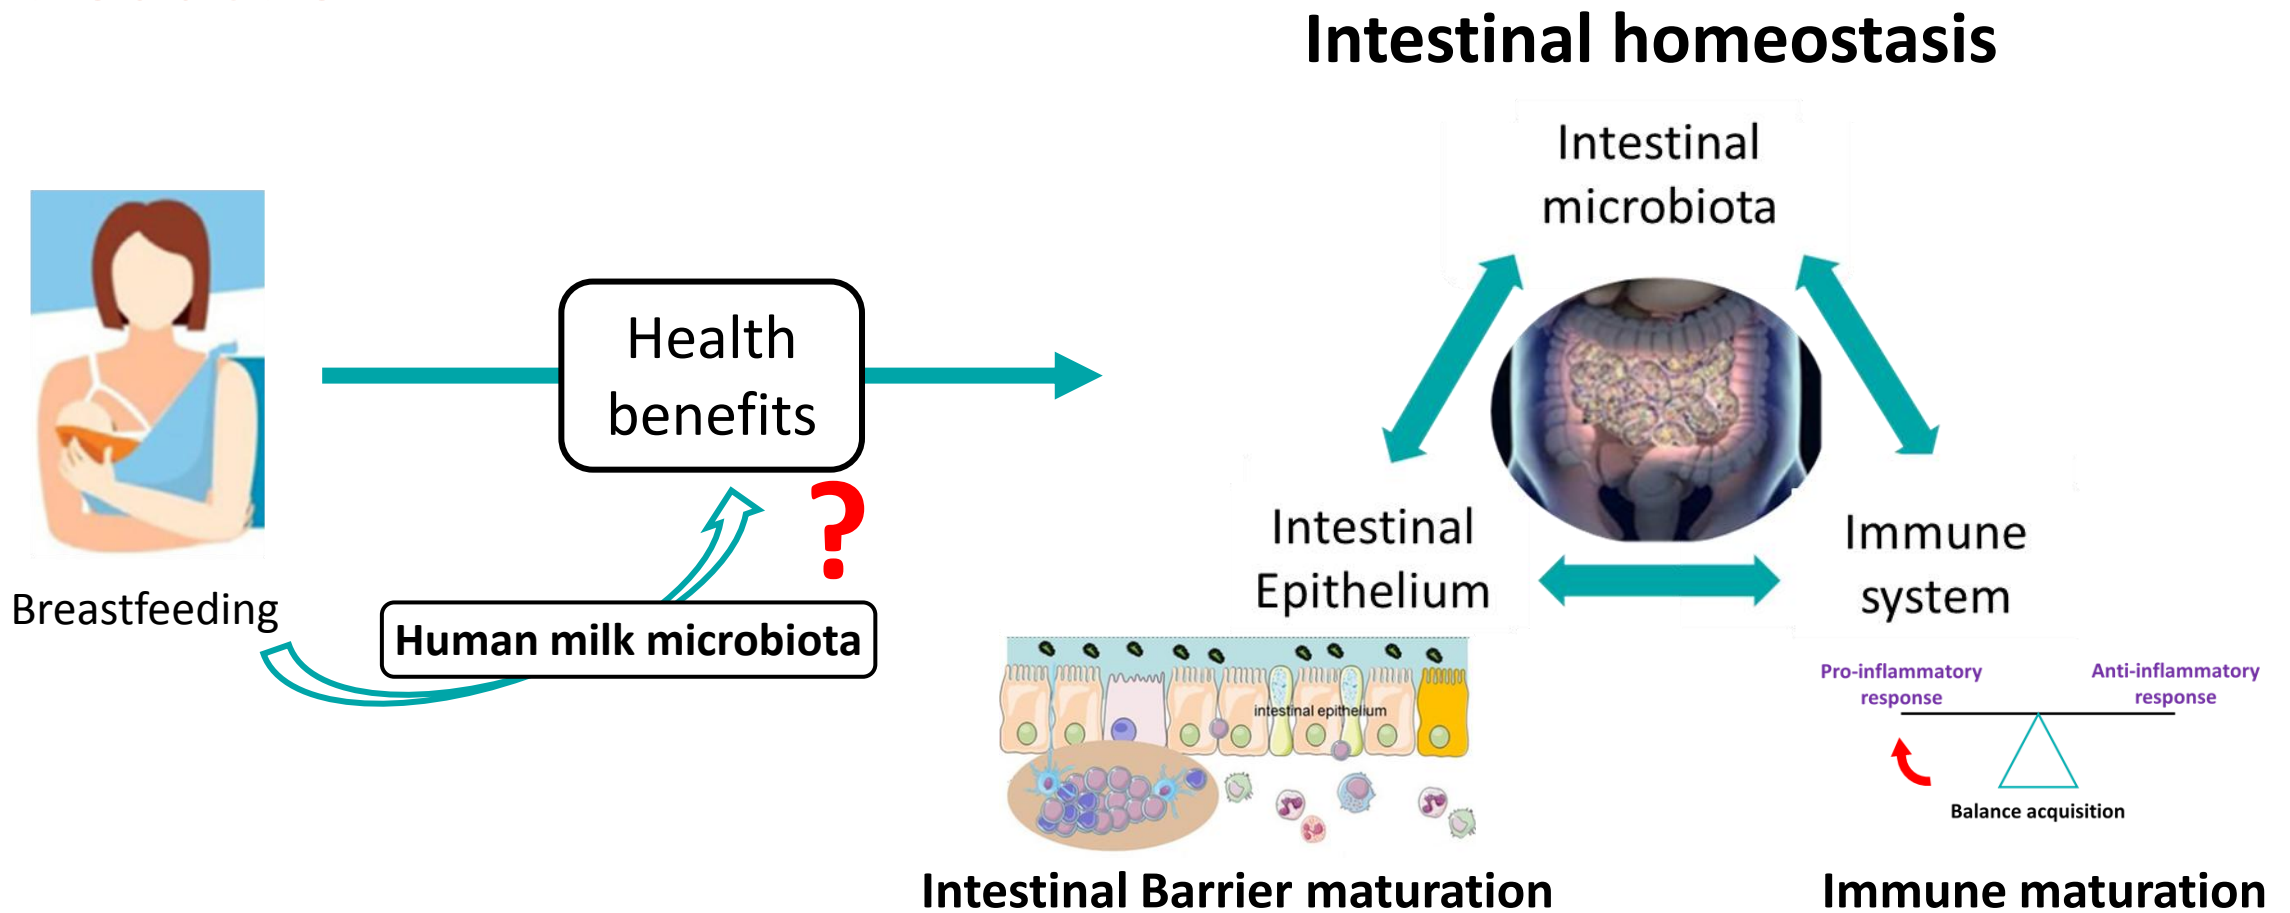 Intestinal homeostasis
Intestinal
microbiota
Health
benefits
?
Intestinal
Epithelium
Immune
system
Breastfeeding
Human milk microbiota
intestinal epithelium
Pro-inflammatory
response
Anti-inflammatory
response
Balance acquisition
Intestinal Barrier maturation
Immune maturation